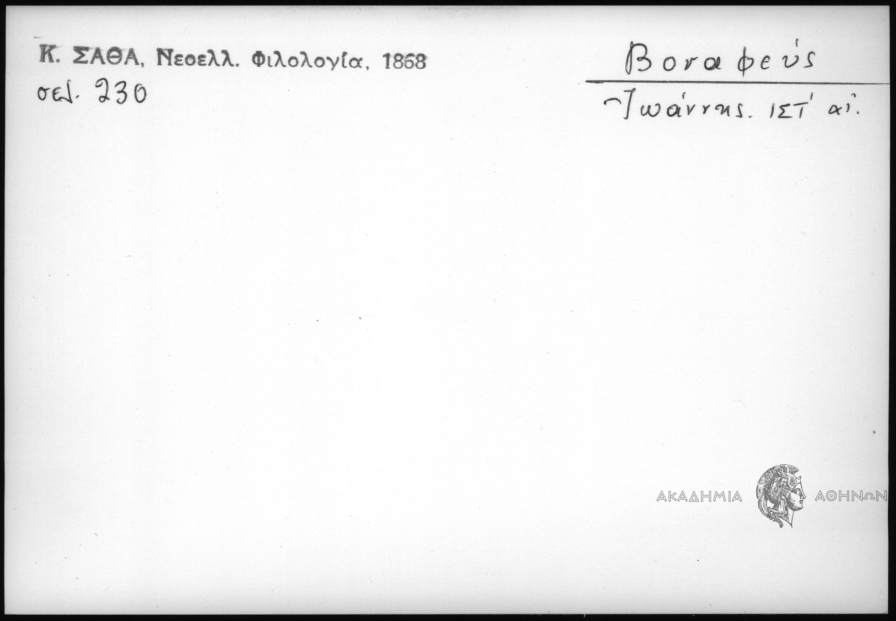 Κ. ΣΑΘΑ, Νεοελλ. Φιλολογία, 1868
σελ. 230
Βοναφεύς
Ἰωάννης. ΙΣΤ' αἰ.
ΑΚΑΔΗΜΙΑ ΑΘΗΝΩΝ